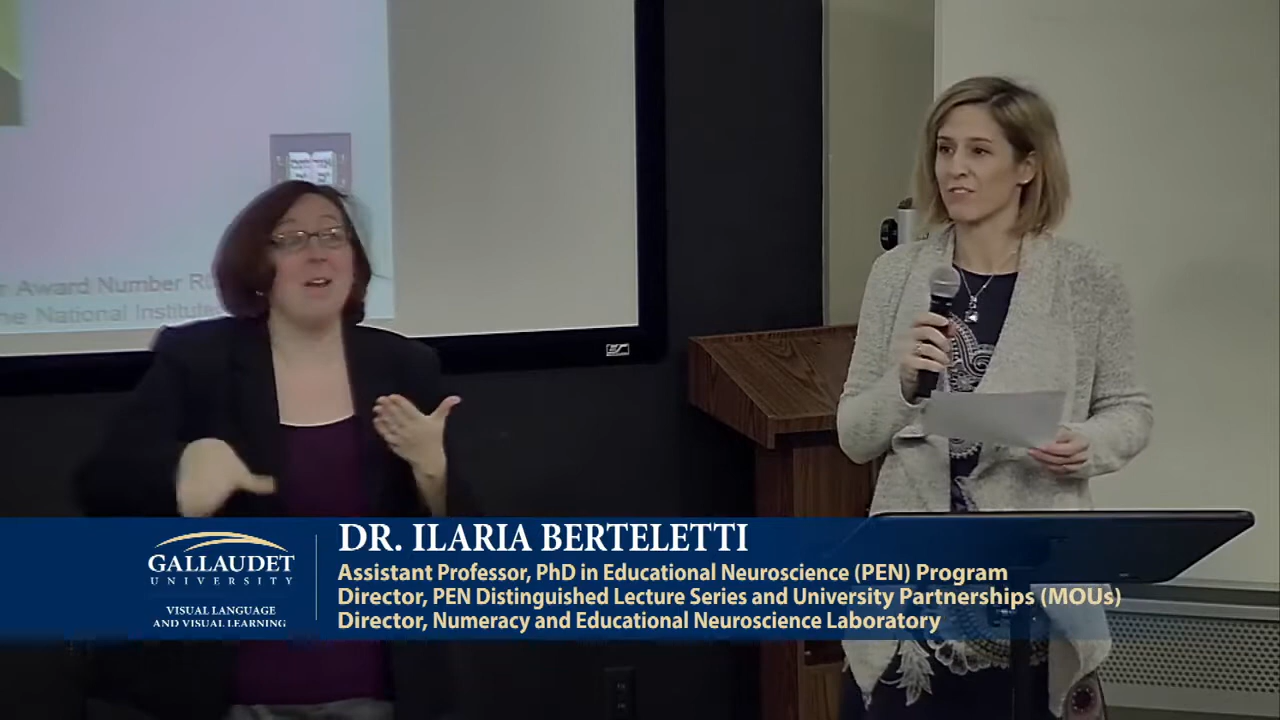 Award Number
National Institute
GALLAUDET
UNIVERSITY
VISUAL LANGUAGE
AND VISUAL LEARNING
DR. ILARIA BERTELETTI
Assistant Professor, PhD in Educational Neuroscience (PEN) Program
Director, PEN Distinguished Lecture Series and University Partnerships (MOUs)
Director, Numeracy and Educational Neuroscience Laboratory